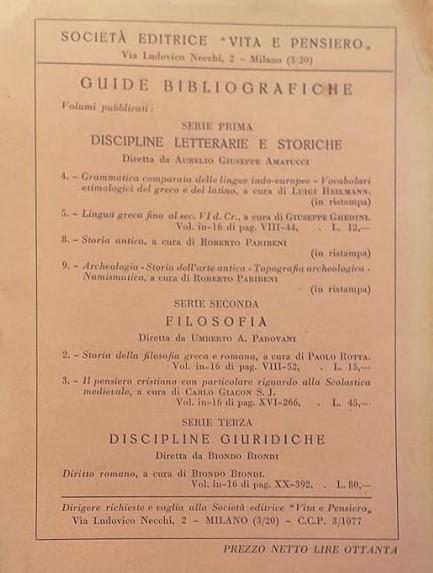 SOCIETÀ EDITRICE "VITA E PENSIERO„
Via Ludovico Necchi, 2 – Milano (3/20)
GUIDE BIBLIOGRAFICHE
Volumi pubblicati:
SERIE PRIMA
DISCIPLINE LETTERARIE E STORICHE
Diretta da AURELIO GIUSEPPE AMATUCCI
4. – Grammatica comparata delle lingue indo-europee – Vocabolari
etimologici del greco e del latino, a cura di LUIGI HEILMANN.
(in ristampa)
5. – Lingua greca fino al sec. VI d. Cr., a cura di GIUSEPPE GHEDINI.
Vol. in-16 di pag. VIII-44, . L. 12,—
8. – Storia antica, a cura di ROBERTO PARIBENI
(in ristampa)
9. – Archeologia - Storia dell'arte antica - Topografia archeologica -
Numismatica, a cura di ROBERTO PARIBENI
(in ristampa)
SERIE SECONDA
FILOSOFIA
Diretta da UMBERTO A. PADOVANI
2. – Storia della filosofia greca e romana, a cura di PAOLO ROTTA.
Vol. in-16 di pag. VIII-52, . L. 15,—
3. – Il pensiero cristiano con particolare riguardo alla Scolastica
medievale, a cura di CARLO GIACON S. J.
Vol. in-16 di pag. XVI-266, . L. 45,—
SERIE TERZA
DISCIPLINE GIURIDICHE
Diretta da BIONDO BIONDI
Diritto romano, a cura di BIONDO BIONDI.
Vol. in-16 di pag. XX-392, . L. 80,—
Dirigere richieste e vaglia alla Società editrice "Vita e Pensiero„
Via Ludovico Necchi, 2 – MILANO (3/20) – C.C.P. 3/1077
PREZZO NETTO LIRE OTTANTA